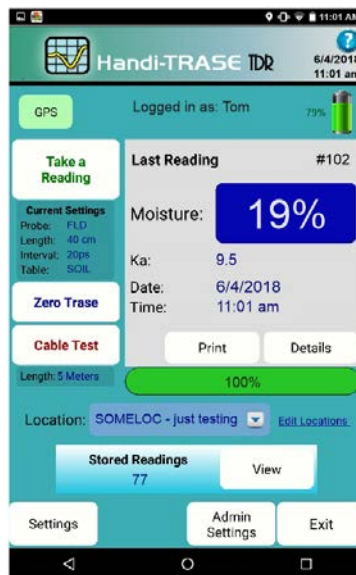 11:01 AM
Handi-TRASE TDR
?
6/4/2018
11:01 am
GPS
Logged in as: Tom
79%
Take a
Reading
Current Settings
Probe: FLD
Length: 40 cm
Interval: 20ps
Table: SOIL
Zero Trase
Cable Test
Length: 5 Meters
Last Reading #102
Moisture: 19%
Ka: 9.5
Date: 6/4/2018
Time: 11:01 am
Print Details
100%
Location: SOMELOC - just testing Edit Locations
Stored Readings
77
View
Settings
Admin
Settings
Exit